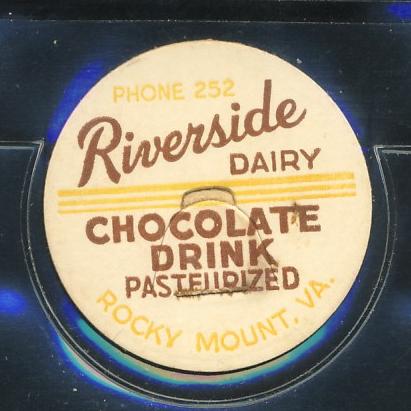 PHONE 252
Riverside
DAIRY
CHOCOLATE
DRINK
PASTEURIZED
ROCKY MOUNT, VA.